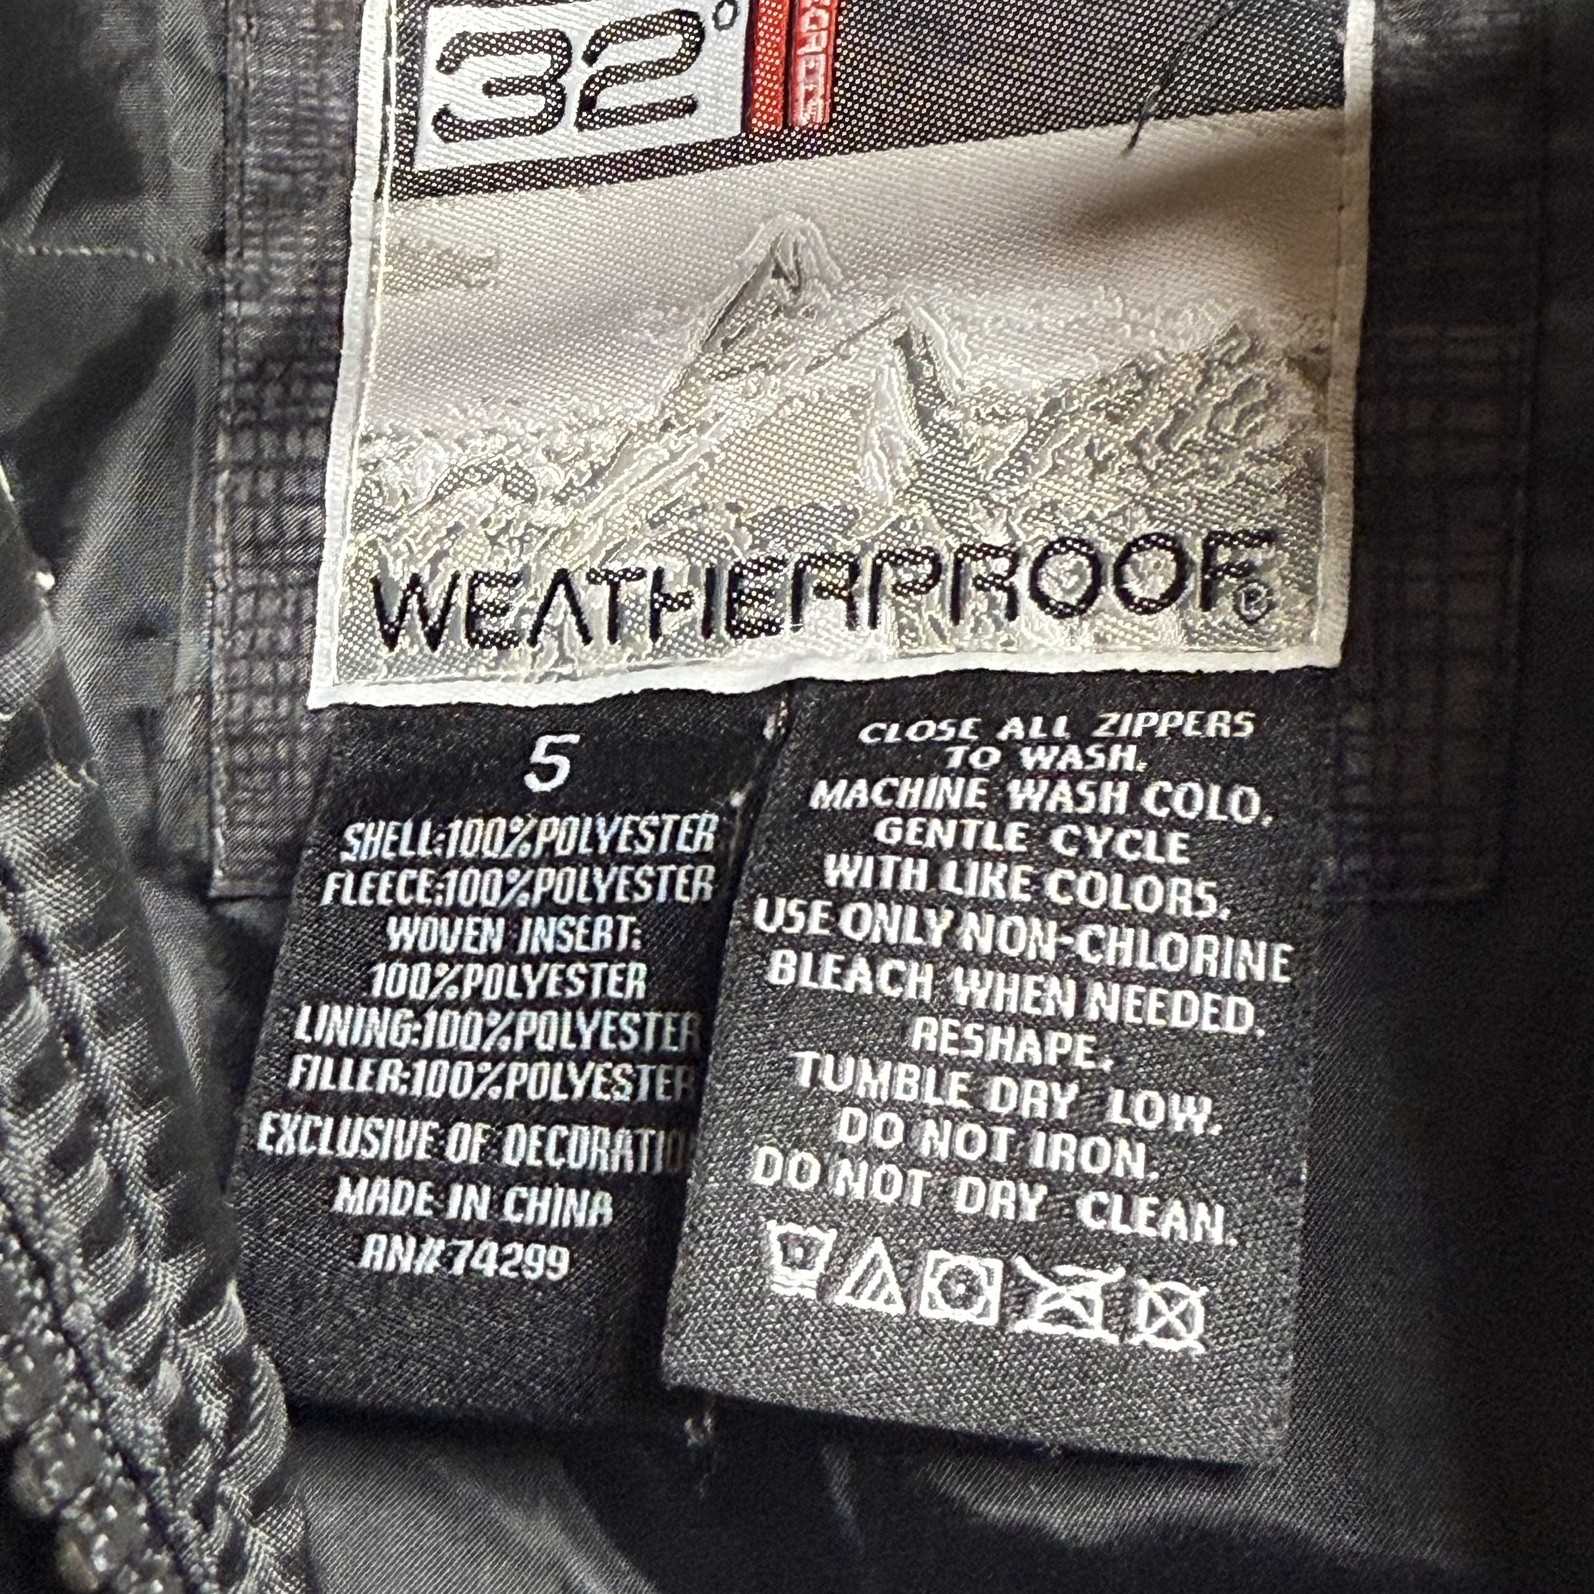 32°
WEATHERPROOF®
5
SHELL:100%POLYESTER
FLEECE:100%POLYESTER
WOVEN INSERT:
100%POLYESTER
LINING:100%POLYESTER
FILLER:100%POLYESTER
EXCLUSIVE OF DECORATIO
MADE IN CHINA
RN#74299
CLOSE ALL ZIPPERS
TO WASH.
MACHINE WASH COLD.
GENTLE CYCLE
WITH LIKE COLORS.
USE ONLY NON-CHLORINE
BLEACH WHEN NEEDED.
RESHAPE.
TUMBLE DRY LOW.
DO NOT IRON.
DO NOT DRY CLEAN.